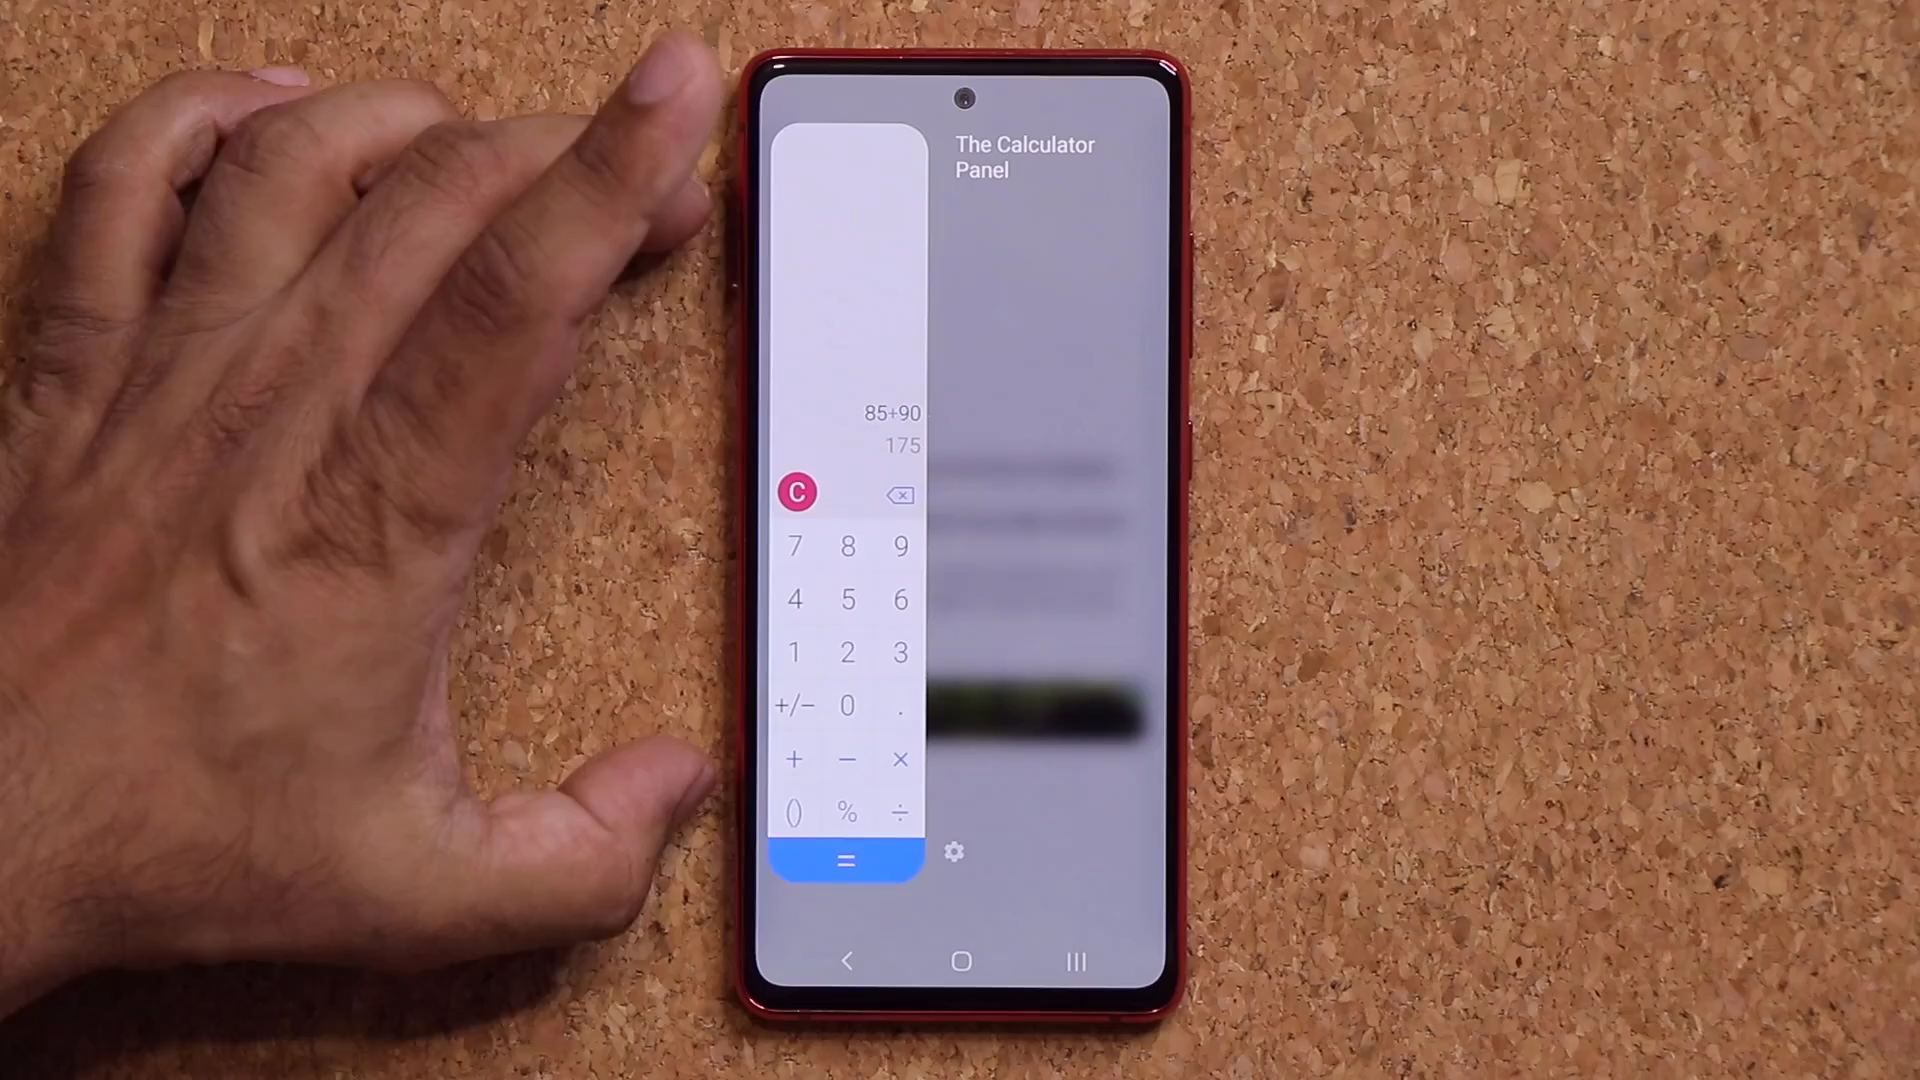 The Calculator
Panel
85+90
175
C
7 8 9
4 5 6
1 2 3
+/− 0 .
+ − ×
() % ÷
=